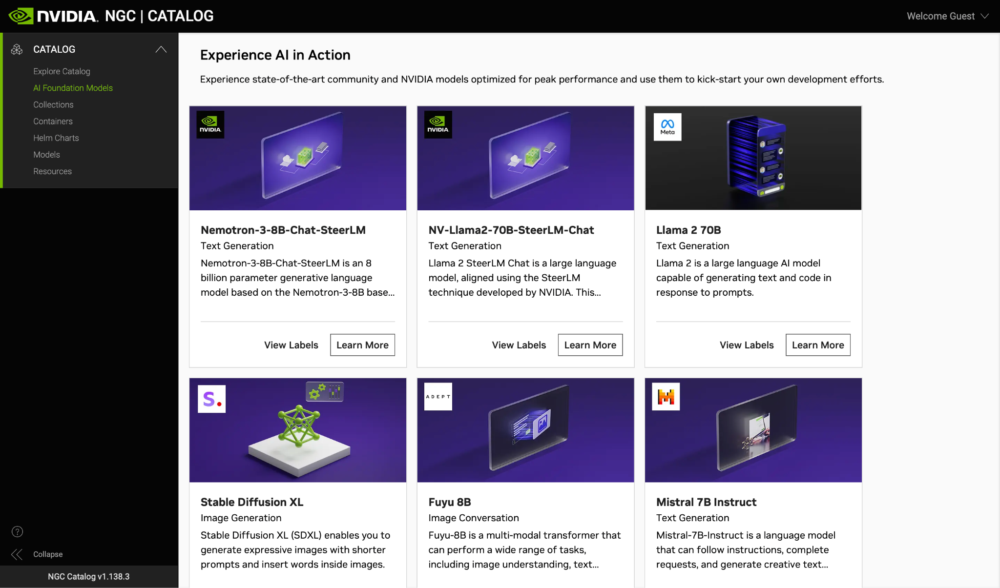 NVIDIA. NGC | CATALOG
Welcome Guest
CATALOG
Explore Catalog
AI Foundation Models
Collections
Containers
Helm Charts
Models
Resources
Collapse
NGC Catalog v1.138.3
Experience AI in Action
Experience state-of-the-art community and NVIDIA models optimized for peak performance and use them to kick-start your own development efforts.
NVIDIA.
Nemotron-3-8B-Chat-SteerLM
Text Generation
Nemotron-3-8B-Chat-SteerLM is an 8
billion parameter generative language
model based on the Nemotron-3-8B base...
View Labels
Learn More
NVIDIA.
NV-Llama2-70B-SteerLM-Chat
Text Generation
Llama 2 SteerLM Chat is a large language
model, aligned using the SteerLM
technique developed by NVIDIA. This...
View Labels
Learn More
Meta
Llama 2 70B
Text Generation
Llama 2 is a large language AI model
capable of generating text and code in
response to prompts.
View Labels
Learn More
S.
Stable Diffusion XL
Image Generation
Stable Diffusion XL (SDXL) enables you to
generate expressive images with shorter
prompts and insert words inside images.
ADEPT
Fuyu 8B
Image Conversation
Fuyu-8B is a multi-modal transformer that
can perform a wide range of tasks,
including image understanding, text...
Mistral 7B Instruct
Text Generation
Mistral-7B-Instruct is a language model
that can follow instructions, complete
requests, and generate creative text...